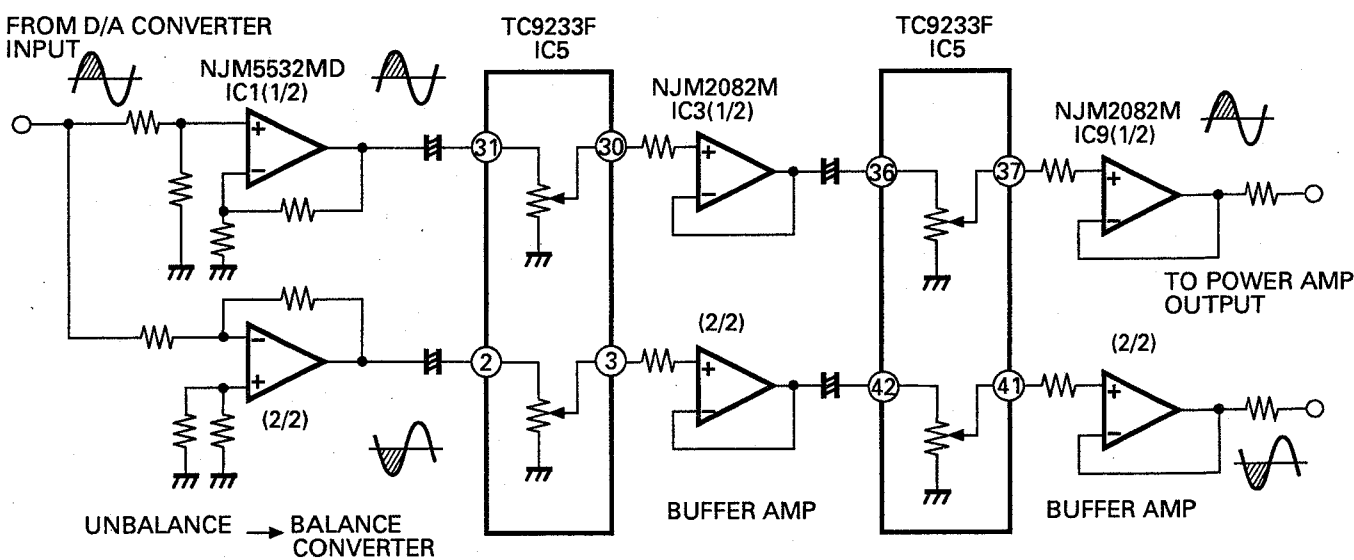 FROM D/A CONVERTER
INPUT
NJM5532MD
IC1(1/2)
TC9233F
IC5
NJM2082M
IC3(1/2)
TC9233F
IC5
NJM2082M
IC9(1/2)
+
−
31
30
+
−
36
37
+
−
TO POWER AMP
OUTPUT
−
+
(2/2)
2
3
(2/2)
+
−
42
41
(2/2)
+
−
UNBALANCE → BALANCE
CONVERTER
BUFFER AMP
BUFFER AMP